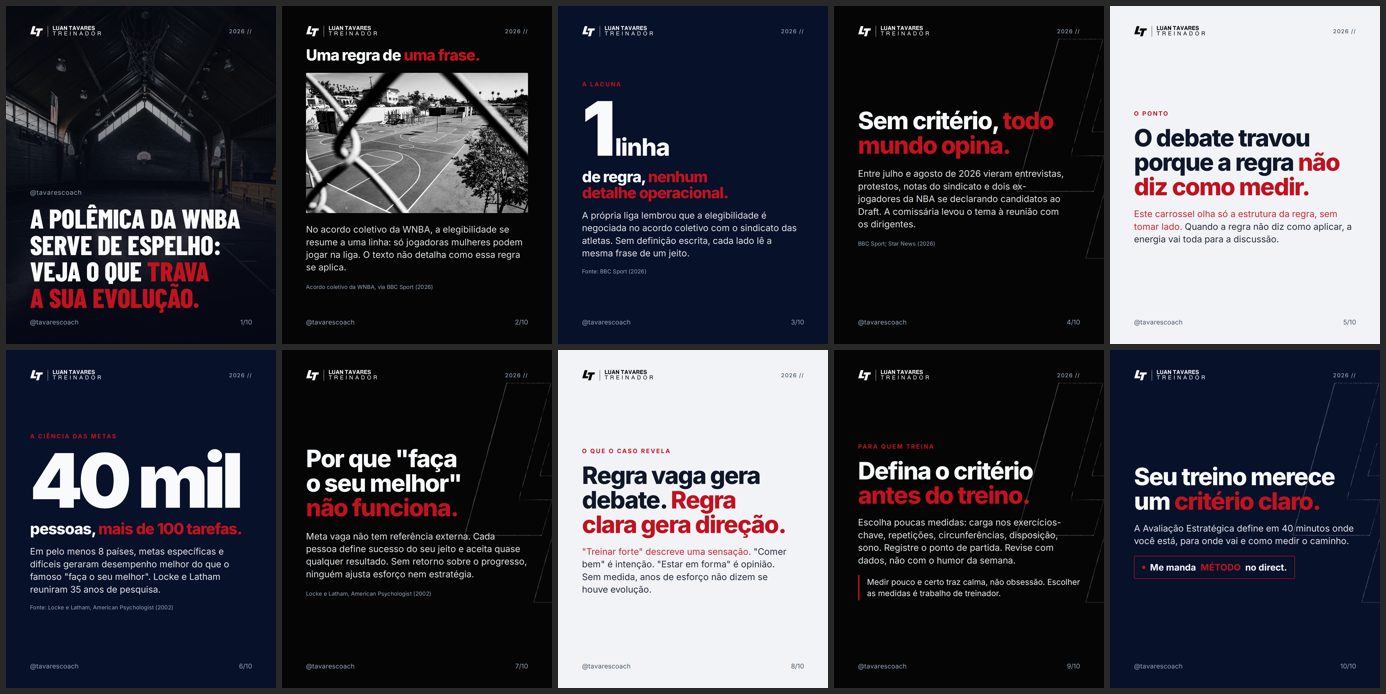 LT LUAN TAVARES
TREINADOR
2026 //
@tavarescoach
A POLÊMICA DA WNBA
SERVE DE ESPELHO:
VEJA O QUE TRAVA
A SUA EVOLUÇÃO.
@tavarescoach
1/10
LT LUAN TAVARES
TREINADOR
2026 //
Uma regra de uma frase.
No acordo coletivo da WNBA, a elegibilidade se
resume a uma linha: só jogadoras mulheres podem
jogar na liga. O texto não detalha como essa regra
se aplica.
Acordo coletivo da WNBA, via BBC Sport (2026)
@tavarescoach
2/10
LT LUAN TAVARES
TREINADOR
2026 //
A LACUNA
1 linha
de regra, nenhum
detalhe operacional.
A própria liga lembrou que a elegibilidade é
negociada no acordo coletivo com o sindicato das
atletas. Sem definição escrita, cada lado lê a
mesma frase de um jeito.
Fonte: BBC Sport (2026)
@tavarescoach
3/10
LT LUAN TAVARES
TREINADOR
2026 //
Sem critério, todo
mundo opina.
Entre julho e agosto de 2026 vieram entrevistas,
protestos, notas do sindicato e dois ex-
jogadores da NBA se declarando candidatos ao
Draft. A comissária levou o tema à reunião com
os dirigentes.
BBC Sport; Star News (2026)
@tavarescoach
4/10
LT LUAN TAVARES
TREINADOR
2026 //
O PONTO
O debate travou
porque a regra não
diz como medir.
Este carrossel olha só a estrutura da regra, sem
tomar lado. Quando a regra não diz como aplicar, a
energia vai toda para a discussão.
@tavarescoach
5/10
LT LUAN TAVARES
TREINADOR
2026 //
A CIÊNCIA DAS METAS
40 mil
pessoas, mais de 100 tarefas.
Em pelo menos 8 países, metas específicas e
difíceis geraram desempenho melhor do que o
famoso "faça o seu melhor". Locke e Latham
reuniram 35 anos de pesquisa.
Fonte: Locke e Latham, American Psychologist (2002)
@tavarescoach
6/10
LT LUAN TAVARES
TREINADOR
2026 //
Por que "faça
o seu melhor"
não funciona.
Meta vaga não tem referência externa. Cada
pessoa define sucesso do seu jeito e aceita quase
qualquer resultado. Sem retorno sobre o progresso,
ninguém ajusta esforço nem estratégia.
Locke e Latham, American Psychologist (2002)
@tavarescoach
7/10
LT LUAN TAVARES
TREINADOR
2026 //
O QUE O CASO REVELA
Regra vaga gera
debate. Regra
clara gera direção.
"Treinar forte" descreve uma sensação. "Comer
bem" é intenção. "Estar em forma" é opinião.
Sem medida, anos de esforço não dizem se
houve evolução.
@tavarescoach
8/10
LT LUAN TAVARES
TREINADOR
2026 //
PARA QUEM TREINA
Defina o critério
antes do treino.
Escolha poucas medidas: carga nos exercícios-
chave, repetições, circunferências, disposição,
sono. Registre o ponto de partida. Revise com
dados, não com o humor da semana.
Medir pouco e certo traz calma, não obsessão. Escolher
as medidas é trabalho de treinador.
@tavarescoach
9/10
LT LUAN TAVARES
TREINADOR
2026 //
Seu treino merece
um critério claro.
A Avaliação Estratégica define em 40 minutos onde
você está, para onde vai e como medir o caminho.
• Me manda MÉTODO no direct.
@tavarescoach
10/10